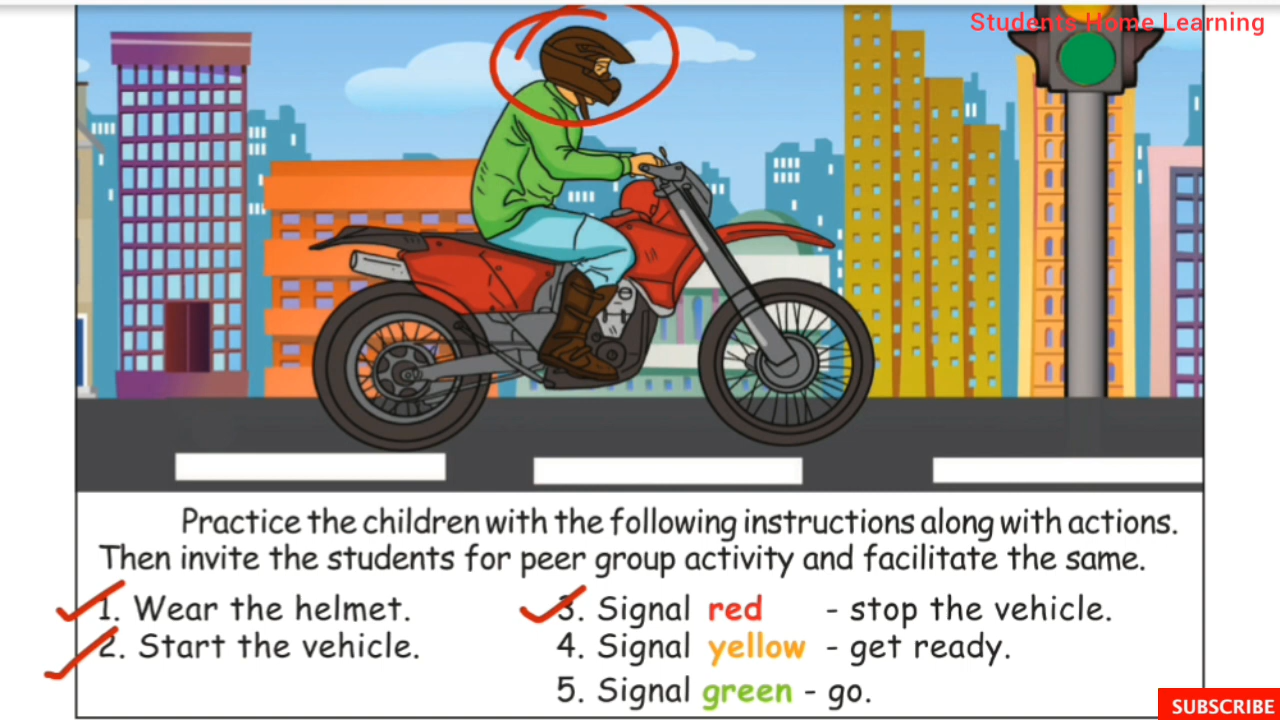 Students Home Learning
Practice the children with the following instructions along with actions.
Then invite the students for peer group activity and facilitate the same.
1. Wear the helmet.
2. Start the vehicle.
3. Signal red - stop the vehicle.
4. Signal yellow - get ready.
5. Signal green - go.
SUBSCRIBE